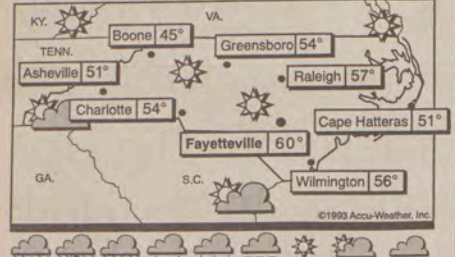 KY.
VA.
Boone 45°
Greensboro 54°
TENN.
Asheville 51°
Raleigh 57°
Charlotte 54°
Cape Hatteras 51°
Fayetteville 60°
GA.
S.C.
Wilmington 56°
©1993 Accu-Weather, Inc.